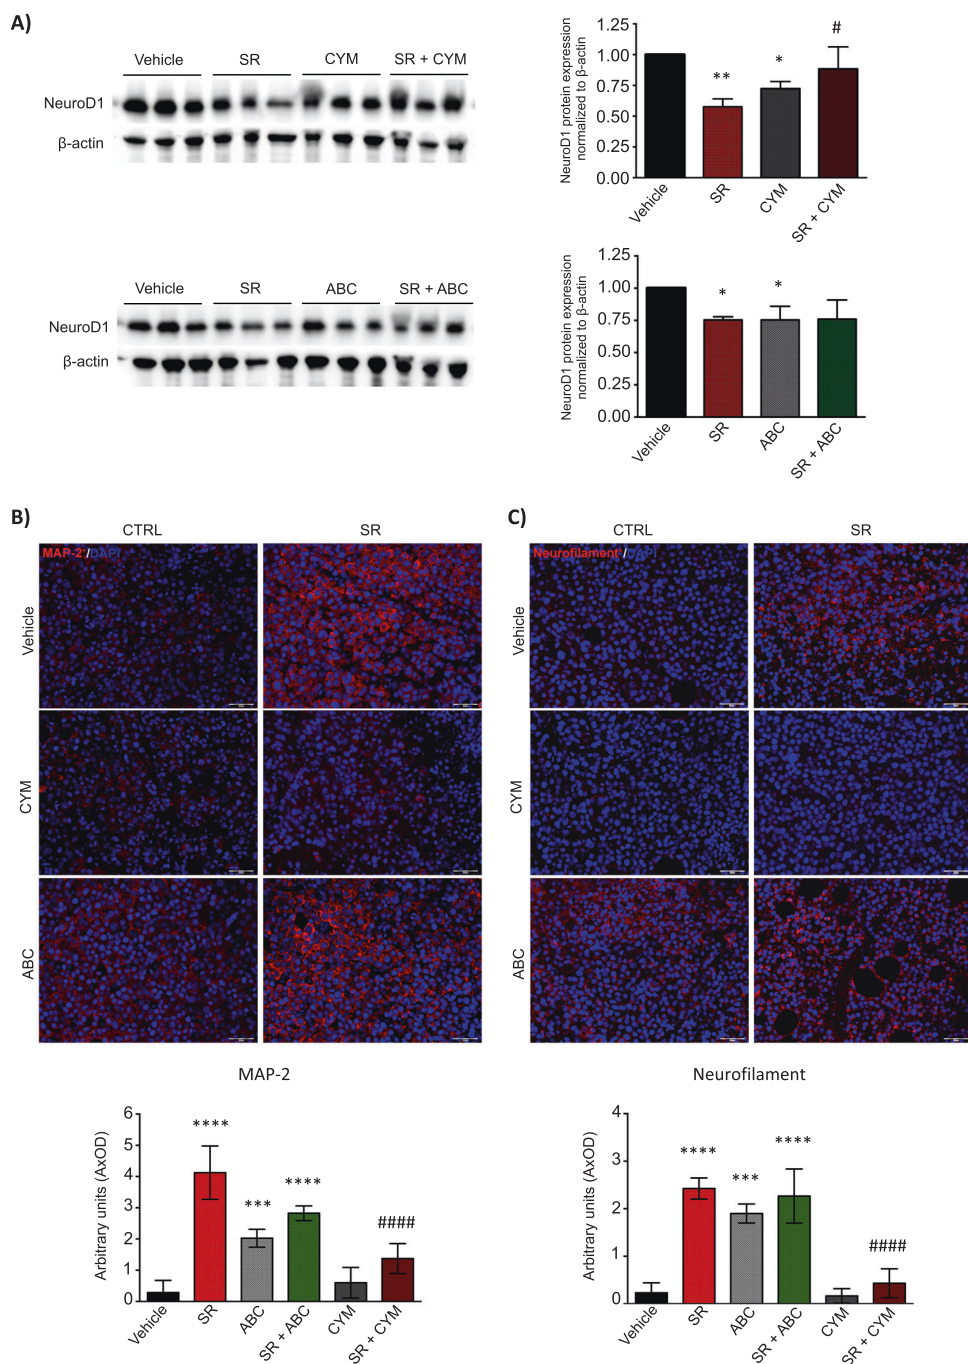 A)
Vehicle SR CYM SR + CYM
NeuroD1
β-actin
NeuroD1 protein expression
normalized to β-actin
1.25
1.00
0.75
0.50
0.25
0.00
** * #
Vehicle SR CYM SR + CYM
Vehicle SR ABC SR + ABC
NeuroD1
β-actin
NeuroD1 protein expression
normalized to β-actin
1.25
1.00
0.75
0.50
0.25
0.00
* *
Vehicle SR ABC SR + ABC
B)
CTRL SR
MAP-2/DAPI
Vehicle
CYM
ABC
C)
CTRL SR
Neurofilament/DAPI
Vehicle
CYM
ABC
MAP-2
Arbitrary units (AxOD)
6
4
3
2
1
0
**** *** **** ####
Vehicle SR ABC SR + ABC CYM SR + CYM
Neurofilament
Arbitrary units (AxOD)
4
3
2
1
0
**** *** **** ####
Vehicle SR ABC SR + ABC CYM SR + CYM